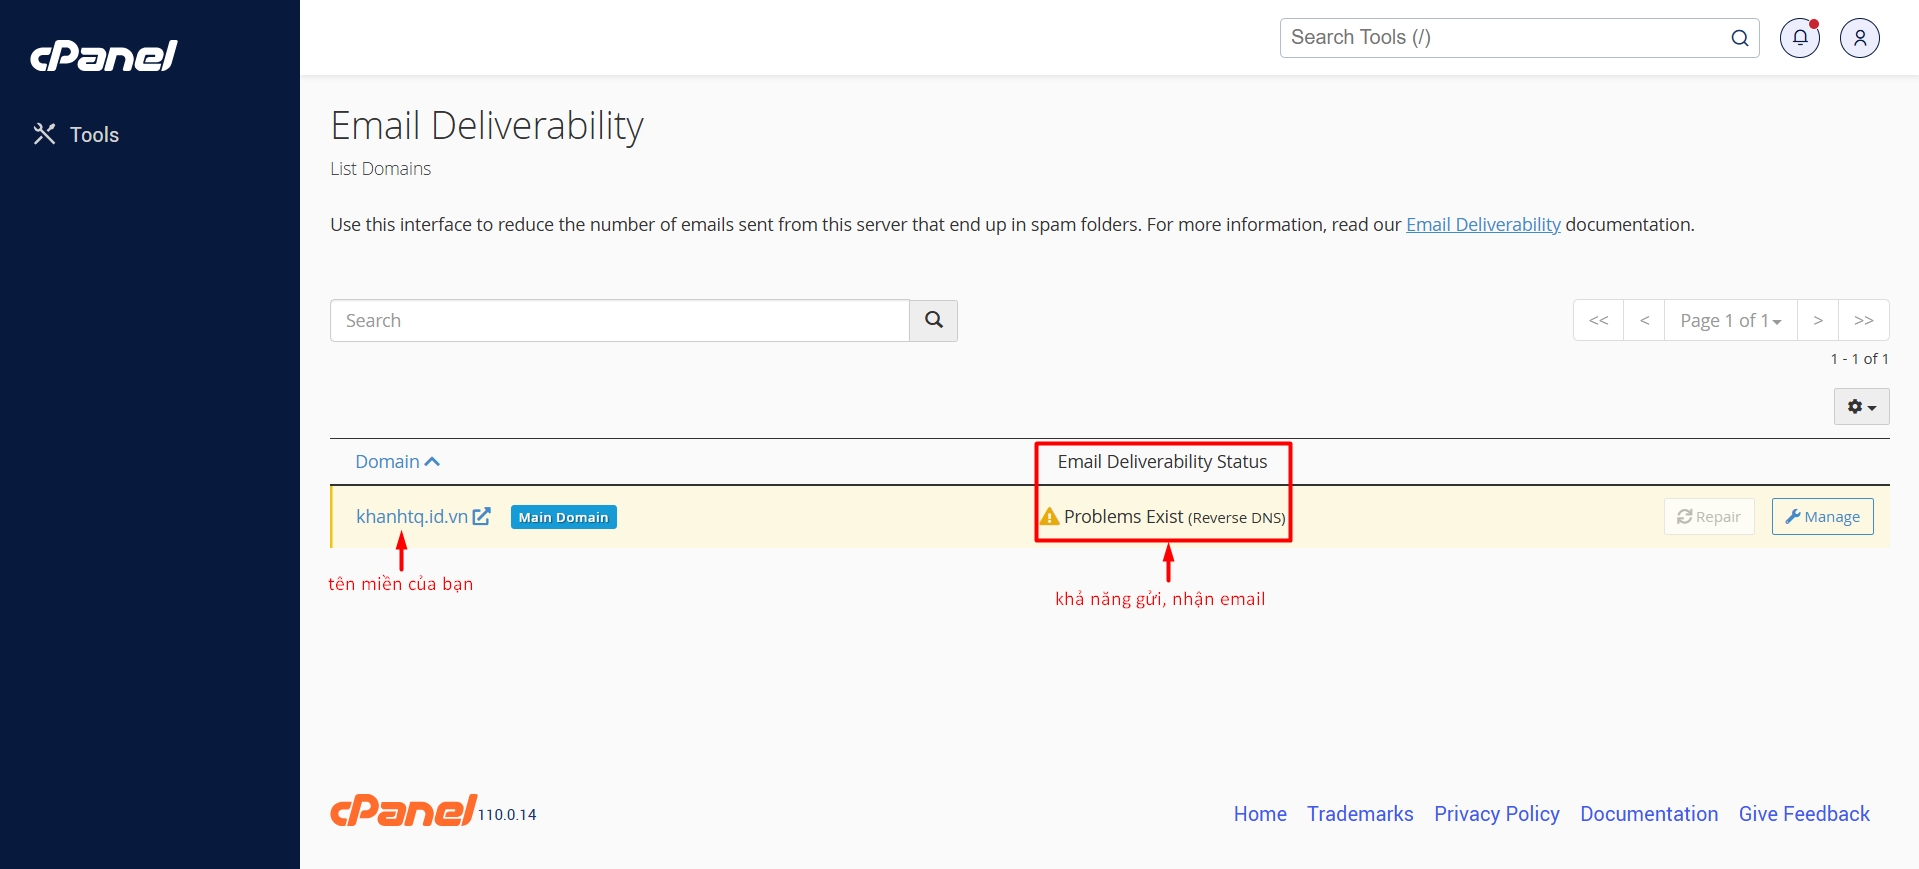 cPanel
Search Tools (/)
Tools
Email Deliverability
List Domains
Use this interface to reduce the number of emails sent from this server that end up in spam folders. For more information, read our Email Deliverability documentation.
Search
<< < Page 1 of 1 > >>
1 - 1 of 1
Domain Email Deliverability Status
khanhtq.id.vn Main Domain Problems Exist (Reverse DNS) Repair Manage
tên miền của bạn
khả năng gửi, nhận email
cPanel 110.0.14 Home Trademarks Privacy Policy Documentation Give Feedback